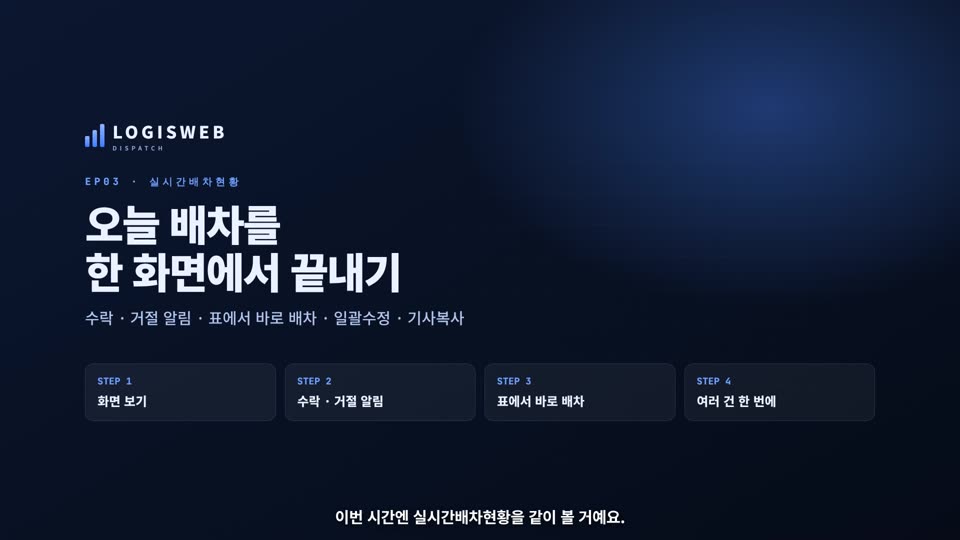 LOGISWEB
DISPATCH
EP03 · 실시간배차현황
오늘 배차를
한 화면에서 끝내기
수락 · 거절 알림 · 표에서 바로 배차 · 일괄수정 · 기사복사
STEP 1
화면 보기
STEP 2
수락 · 거절 알림
STEP 3
표에서 바로 배차
STEP 4
여러 건 한 번에
이번 시간엔 실시간배차현황을 같이 볼 거예요.